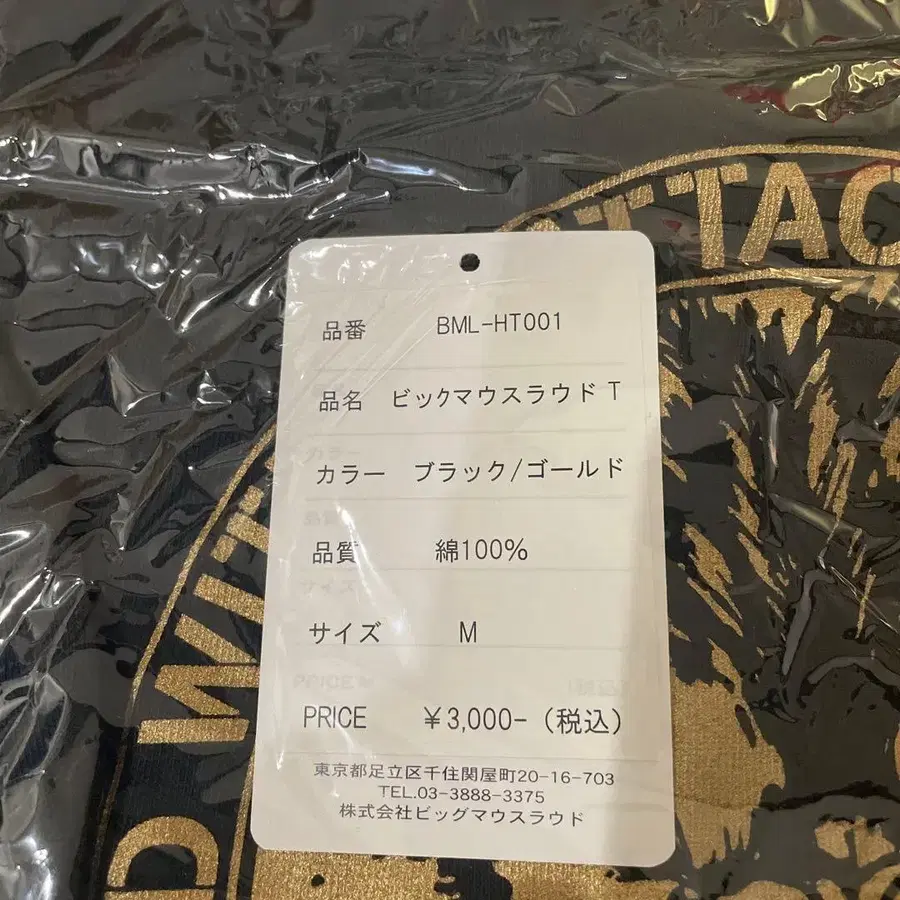 ATTAC
D WITH
品番 BML-HT001
品名 ビックマウスラウド T
カラー ブラック/ゴールド
品質 綿100%
サイズ M
PRICE ¥3,000-(税込)
東京都足立区千住関屋町20-16-703
TEL.03-3888-3375
株式会社ビッグマウスラウド